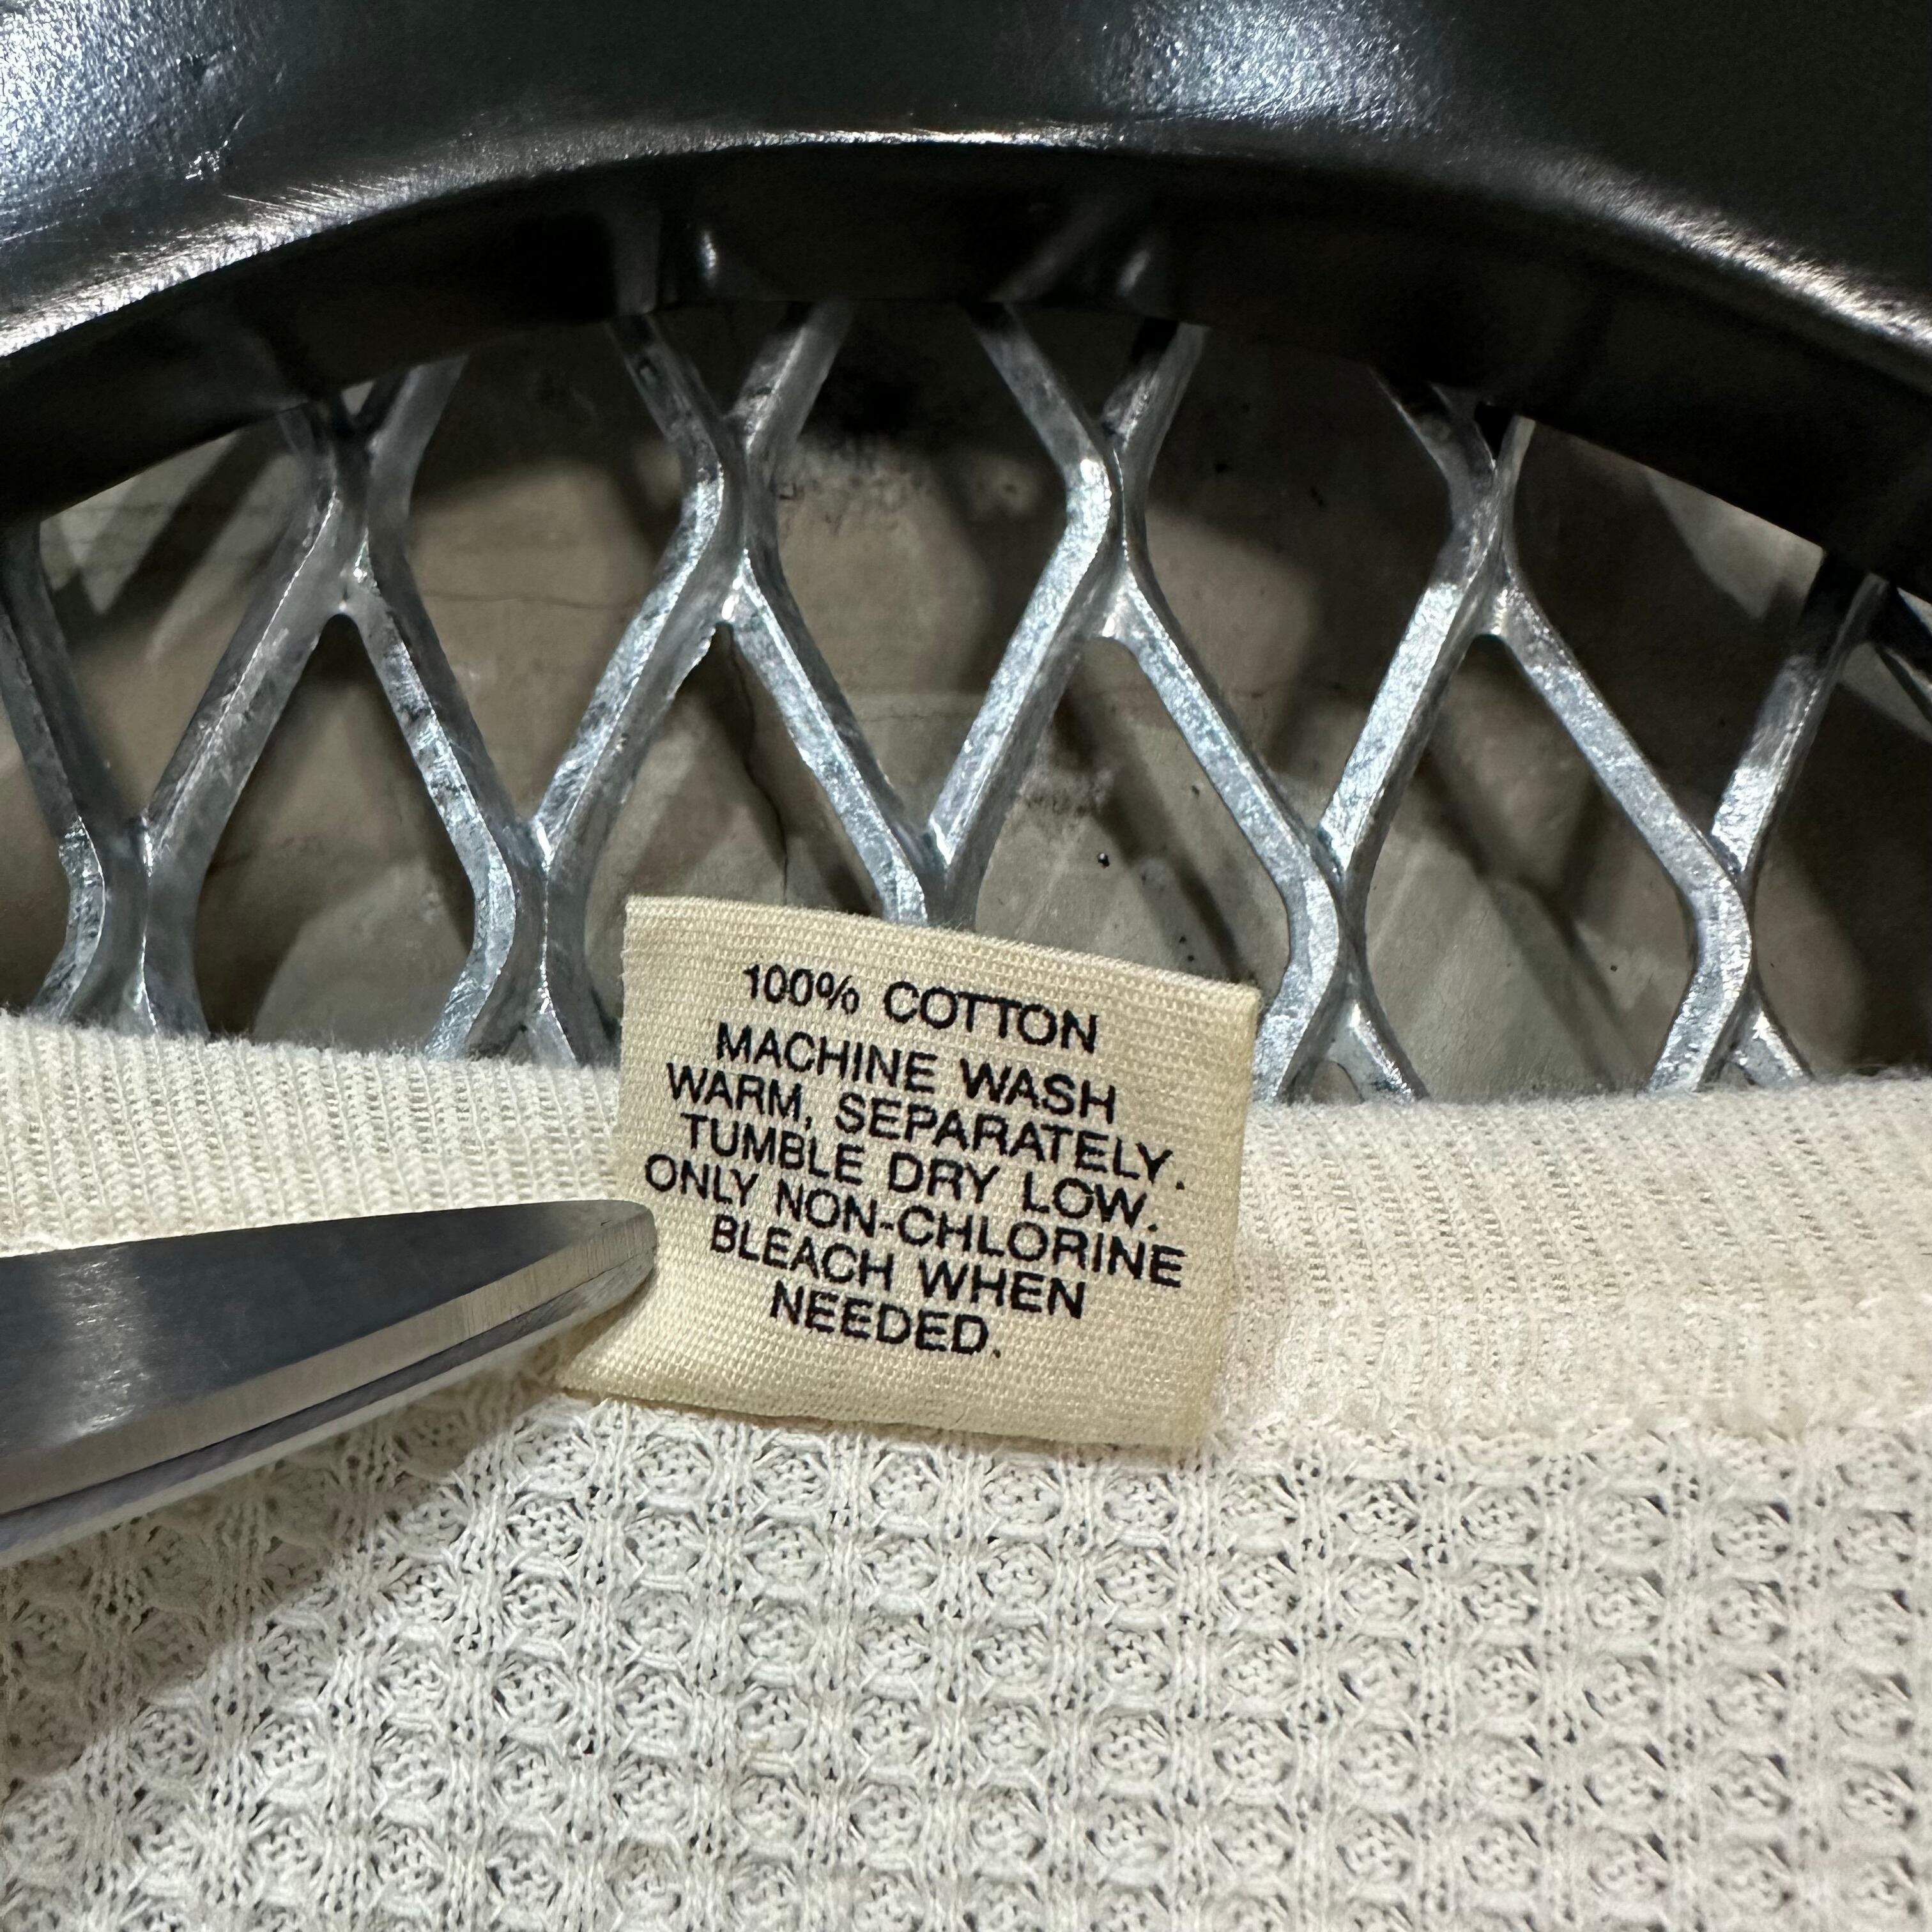 100% COTTON
MACHINE WASH
WARM, SEPARATELY.
TUMBLE DRY LOW.
ONLY NON-CHLORINE
BLEACH WHEN
NEEDED.